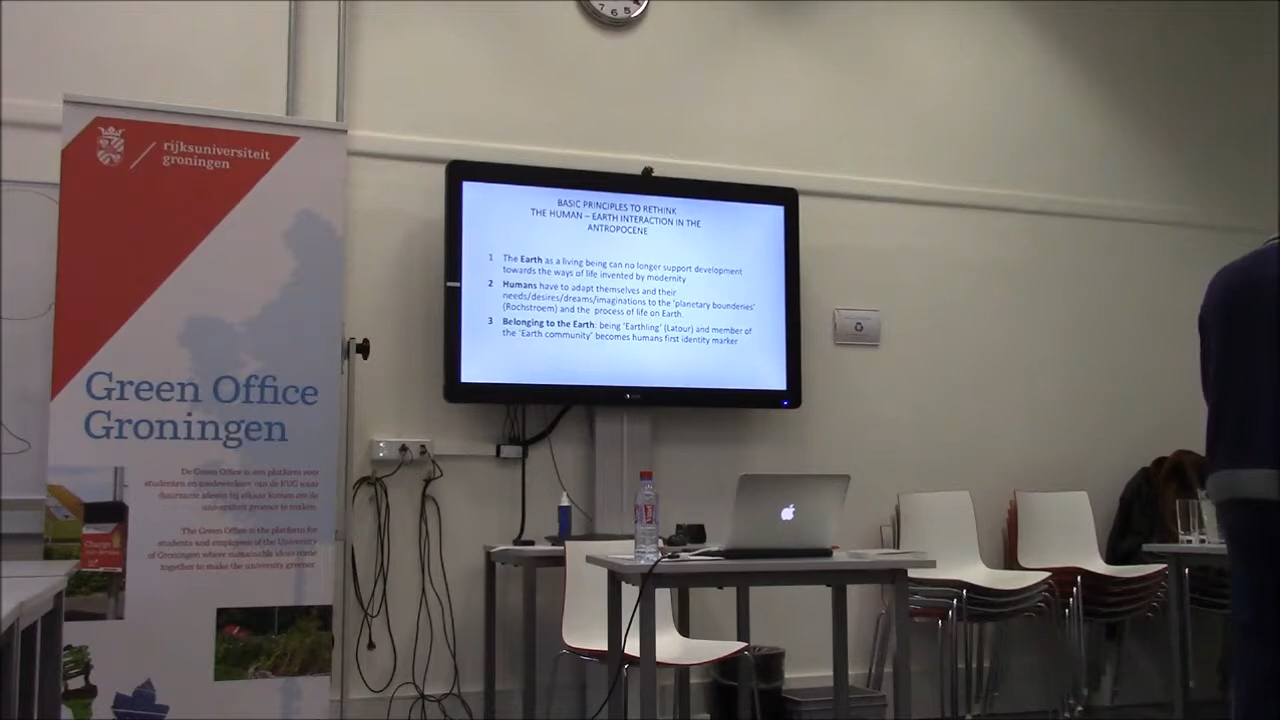 7 6 5
rijksuniversiteit
groningen
Green Office
Groningen
De Green Office is een platform voor
studenten en medewerkers van de RUG waar
duurzame ideeën bij elkaar komen om de
universiteit groener te maken.
The Green Office is the platform for
students and employees of the University
of Groningen where sustainable ideas come
together to make the university greener
BASIC PRINCIPLES TO RETHINK
THE HUMAN – EARTH INTERACTION IN THE
ANTROPOCENE
1 The Earth as a living being can no longer support development
towards the ways of life invented by modernity
2 Humans have to adapt themselves and their
needs/desires/dreams/imaginations to the 'planetary bounderies'
(Rochstroem) and the process of life on Earth.
3 Belonging to the Earth: being 'Earthling' (Latour) and member of
the 'Earth community' becomes humans first identity marker